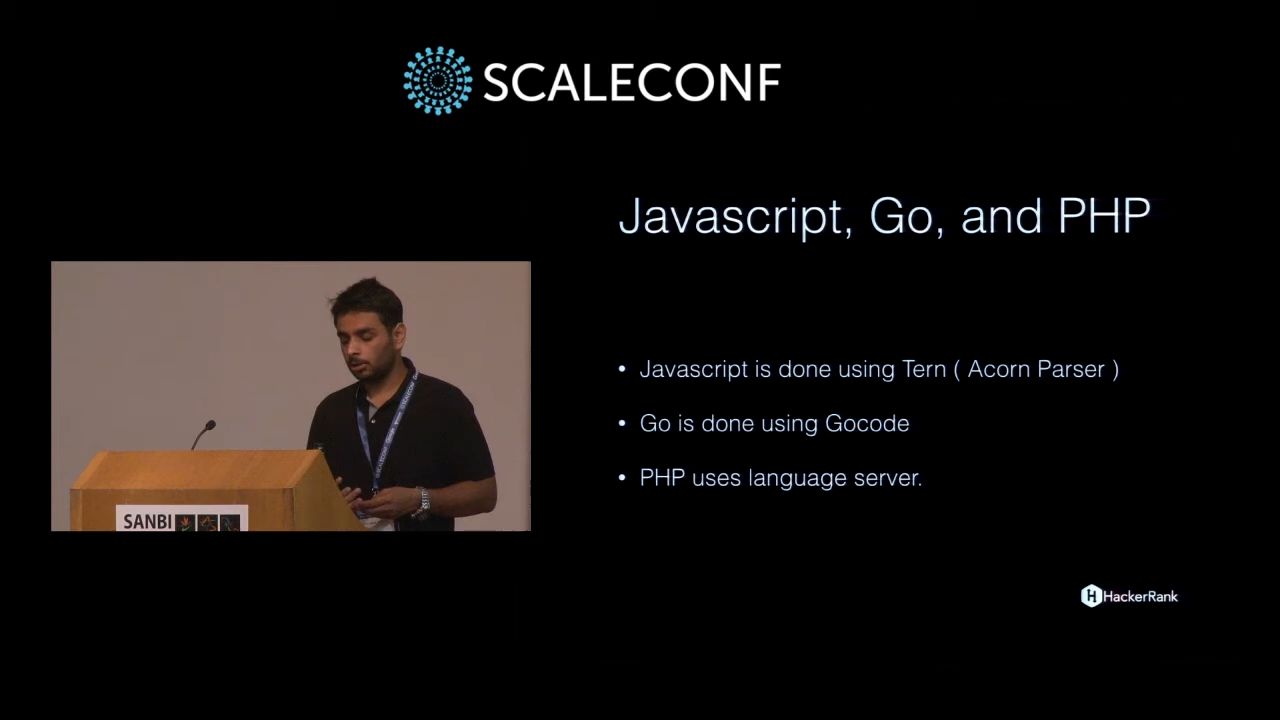 SCALECONF
Javascript, Go, and PHP
• Javascript is done using Tern ( Acorn Parser )
• Go is done using Gocode
• PHP uses language server.
SANBI
HackerRank